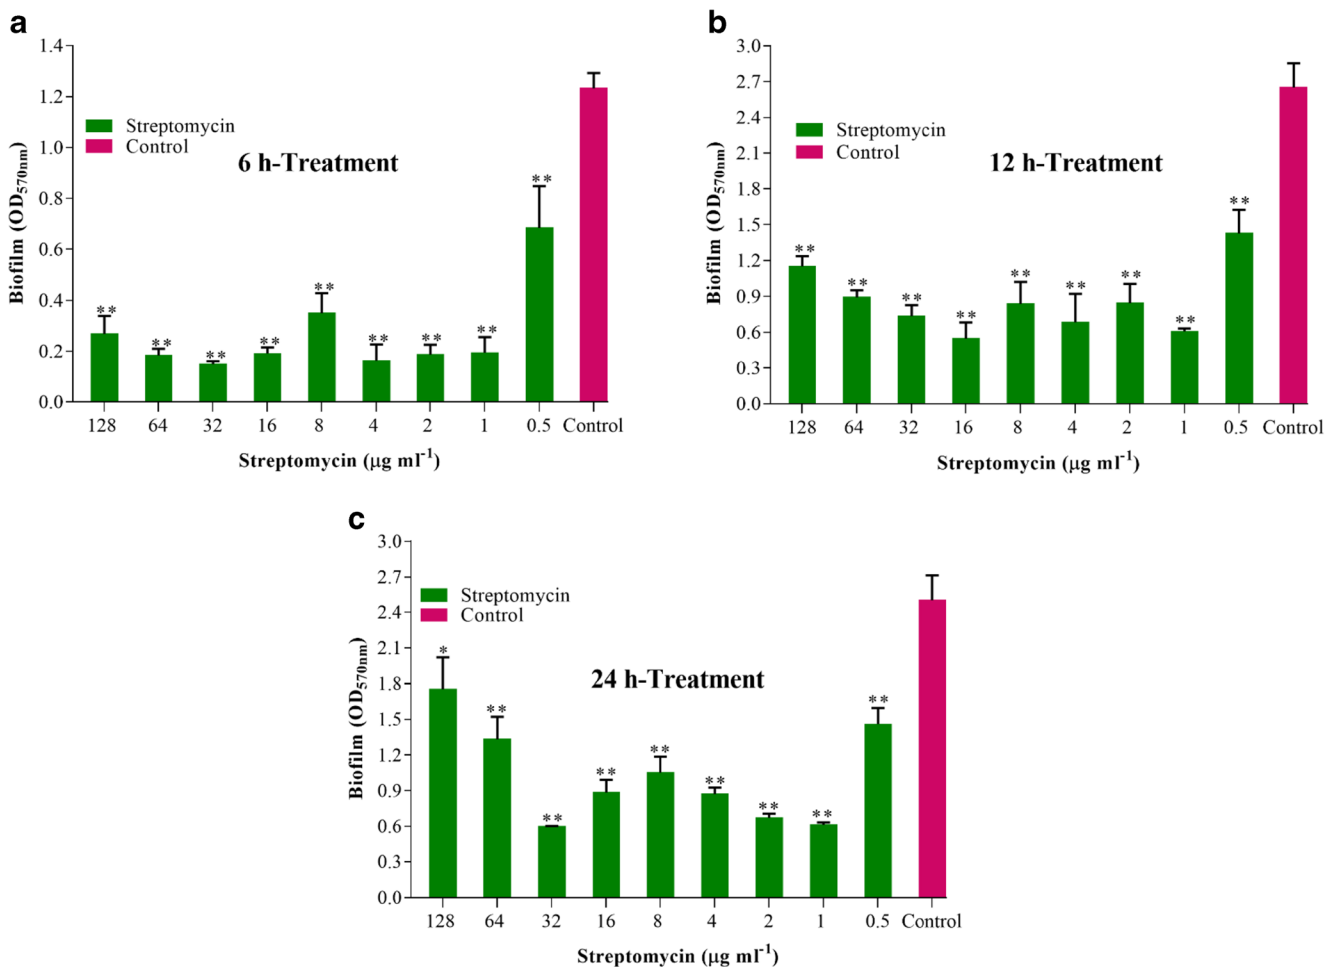 a
1.4
1.2
1.0
0.8
0.6
0.4
0.2
0.0
Biofilm (OD570nm)
Streptomycin
Control
6 h-Treatment
** ** ** ** ** ** ** ** **
128 64 32 16 8 4 2 1 0.5 Control
Streptomycin (μg ml-1)
b
3.0
2.7
2.4
2.1
1.8
1.5
1.2
0.9
0.6
0.3
0.0
Biofilm (OD570nm)
Streptomycin
Control
12 h-Treatment
** ** ** ** ** ** ** ** **
128 64 32 16 8 4 2 1 0.5 Control
Streptomycin (μg ml-1)
c
3.0
2.7
2.4
2.1
1.8
1.5
1.2
0.9
0.6
0.3
0.0
Biofilm (OD570nm)
Streptomycin
Control
24 h-Treatment
* ** ** ** ** ** ** ** **
128 64 32 16 8 4 2 1 0.5 Control
Streptomycin (μg ml-1)